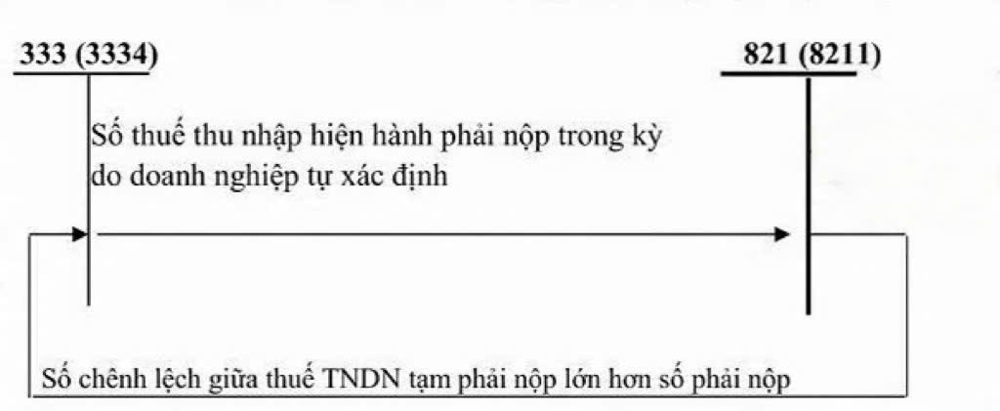 333 (3334)
821 (8211)
Số thuế thu nhập hiện hành phải nộp trong kỳ
do doanh nghiệp tự xác định
Số chênh lệch giữa thuế TNDN tạm phải nộp lớn hơn số phải nộp